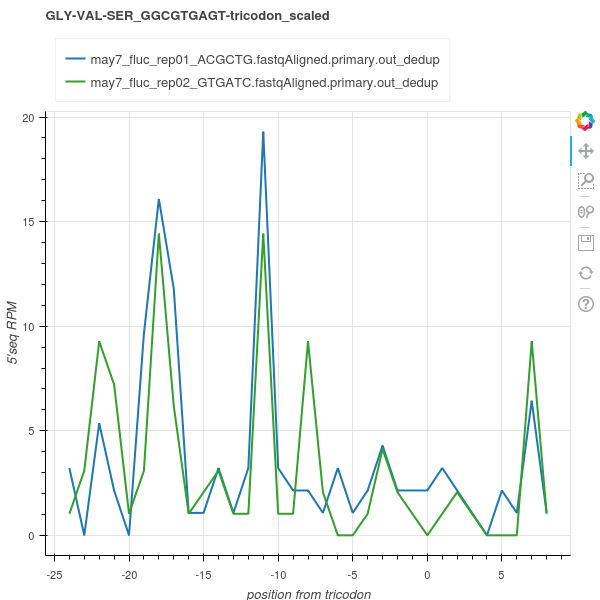 GLY-VAL-SER_GGCGTGAGT-tricodon_scaled
may7_fluc_rep01_ACGCTG.fastqAligned.primary.out_dedup
may7_fluc_rep02_GTGATC.fastqAligned.primary.out_dedup
20
15
10
5
0
5'seq RPM
-25 -20 -15 -10 -5 0 5
position from tricodon